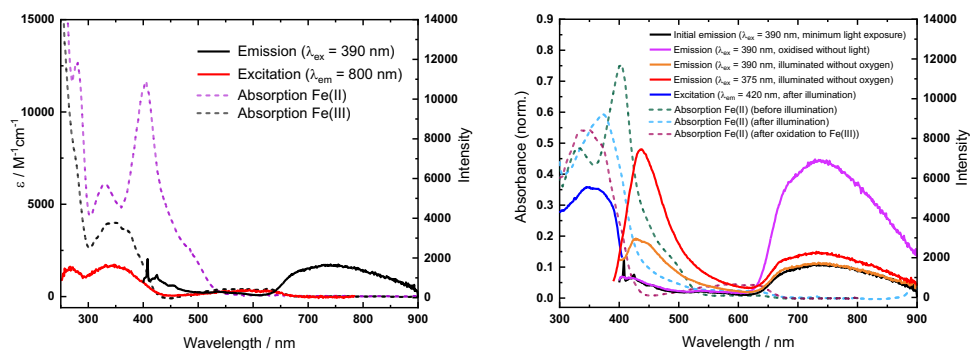 15000
10000
5000
0
ε / M⁻¹cm⁻¹
300 400 500 600 700 800 900
Wavelength / nm
14000
12000
10000
8000
6000
4000
2000
0
Intensity
Emission (λex = 390 nm)
Excitation (λem = 800 nm)
Absorption Fe(II)
Absorption Fe(III)
0.9
0.8
0.7
0.6
0.5
0.4
0.3
0.2
0.1
0.0
Absorbance (norm.)
300 400 500 600 700 800 900
Wavelength / nm
14000
12000
10000
8000
6000
4000
2000
0
Intensity
Initial emission (λex = 390 nm, minimum light exposure)
Emission (λex = 390 nm, oxidised without light)
Emission (λex = 390 nm, illuminated without oxygen)
Emission (λex = 375 nm, illuminated without oxygen)
Excitation (λem = 420 nm, after illumination)
Absorption Fe(II) (before illumination)
Absorption Fe(II) (after illumination)
Absorption Fe(II) (after oxidation to Fe(III))